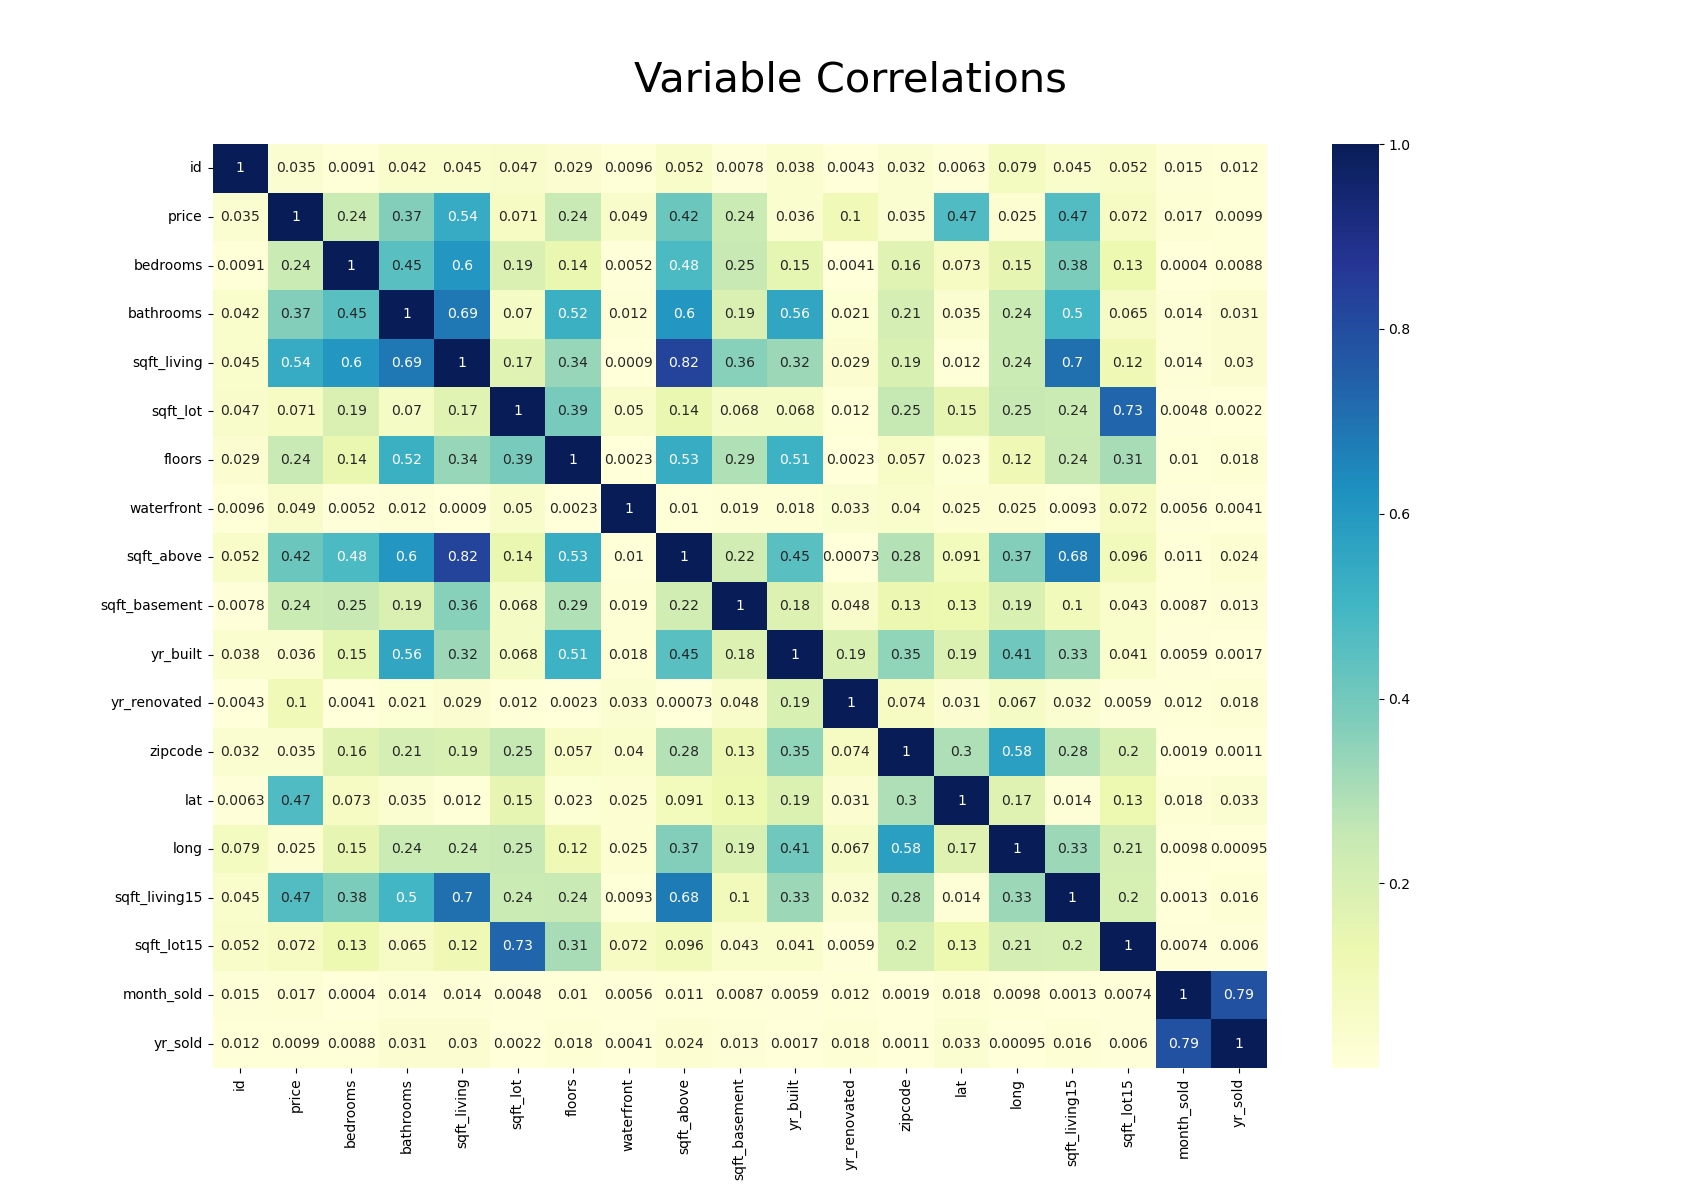 Variable Correlations
id 1 0.035 0.0091 0.042 0.045 0.047 0.029 0.0096 0.052 0.0078 0.038 0.0043 0.032 0.0063 0.079 0.045 0.052 0.015 0.012
price 0.035 1 0.24 0.37 0.54 0.071 0.24 0.049 0.42 0.24 0.036 0.1 0.035 0.47 0.025 0.47 0.072 0.017 0.0099
bedrooms 0.0091 0.24 1 0.45 0.6 0.19 0.14 0.0052 0.48 0.25 0.15 0.0041 0.16 0.073 0.15 0.38 0.13 0.0004 0.0088
bathrooms 0.042 0.37 0.45 1 0.69 0.07 0.52 0.012 0.6 0.19 0.56 0.021 0.21 0.035 0.24 0.5 0.065 0.014 0.031
sqft_living 0.045 0.54 0.6 0.69 1 0.17 0.34 0.0009 0.82 0.36 0.32 0.029 0.19 0.012 0.24 0.7 0.12 0.014 0.03
sqft_lot 0.047 0.071 0.19 0.07 0.17 1 0.39 0.05 0.14 0.068 0.068 0.012 0.25 0.15 0.25 0.24 0.73 0.0048 0.0022
floors 0.029 0.24 0.14 0.52 0.34 0.39 1 0.0023 0.53 0.29 0.51 0.0023 0.057 0.023 0.12 0.24 0.31 0.01 0.018
waterfront 0.0096 0.049 0.0052 0.012 0.0009 0.05 0.0023 1 0.01 0.019 0.018 0.033 0.04 0.025 0.025 0.0093 0.072 0.0056 0.0041
sqft_above 0.052 0.42 0.48 0.6 0.82 0.14 0.53 0.01 1 0.22 0.45 0.00073 0.28 0.091 0.37 0.68 0.096 0.011 0.024
sqft_basement 0.0078 0.24 0.25 0.19 0.36 0.068 0.29 0.019 0.22 1 0.18 0.048 0.13 0.13 0.19 0.1 0.043 0.0087 0.013
yr_built 0.038 0.036 0.15 0.56 0.32 0.068 0.51 0.018 0.45 0.18 1 0.19 0.35 0.19 0.41 0.33 0.041 0.0059 0.0017
yr_renovated 0.0043 0.1 0.0041 0.021 0.029 0.012 0.0023 0.033 0.00073 0.048 0.19 1 0.074 0.031 0.067 0.032 0.0059 0.012 0.018
zipcode 0.032 0.035 0.16 0.21 0.19 0.25 0.057 0.04 0.28 0.13 0.35 0.074 1 0.3 0.58 0.28 0.2 0.0019 0.0011
lat 0.0063 0.47 0.073 0.035 0.012 0.15 0.023 0.025 0.091 0.13 0.19 0.031 0.3 1 0.17 0.014 0.13 0.018 0.033
long 0.079 0.025 0.15 0.24 0.24 0.25 0.12 0.025 0.37 0.19 0.41 0.067 0.58 0.17 1 0.33 0.21 0.0098 0.00095
sqft_living15 0.045 0.47 0.38 0.5 0.7 0.24 0.24 0.0093 0.68 0.1 0.33 0.032 0.28 0.014 0.33 1 0.2 0.0013 0.016
sqft_lot15 0.052 0.072 0.13 0.065 0.12 0.73 0.31 0.072 0.096 0.043 0.041 0.0059 0.2 0.13 0.21 0.2 1 0.0074 0.006
month_sold 0.015 0.017 0.0004 0.014 0.014 0.0048 0.01 0.0056 0.011 0.0087 0.0059 0.012 0.0019 0.018 0.0098 0.0013 0.0074 1 0.79
yr_sold 0.012 0.0099 0.0088 0.031 0.03 0.0022 0.018 0.0041 0.024 0.013 0.0017 0.018 0.0011 0.033 0.00095 0.016 0.006 0.79 1
id price bedrooms bathrooms sqft_living sqft_lot floors waterfront sqft_above sqft_basement yr_built yr_renovated zipcode lat long sqft_living15 sqft_lot15 month_sold yr_sold
1.0
0.8
0.6
0.4
0.2